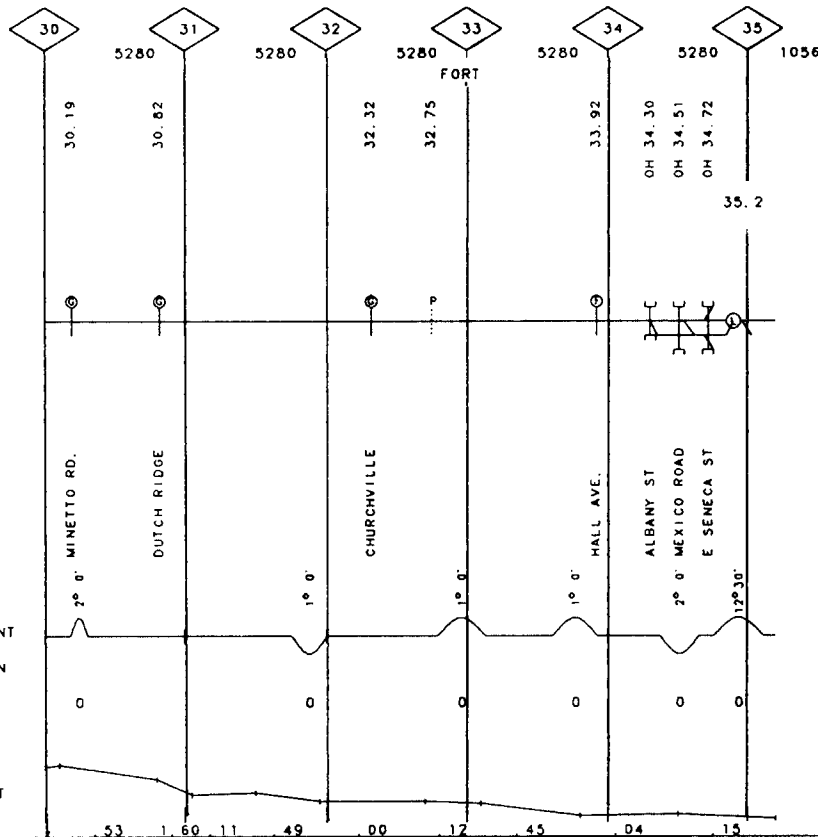 30 31 32 33 34 35
5280 5280 5280 5280 5280 1056
FORT
30.19 30.82 32.32 32.75 33.92 OH 34.30 OH 34.51 OH 34.72
35.2
G G G P F L
MINETTO RD. DUTCH RIDGE CHURCHVILLE HALL AVE. ALBANY ST MEXICO ROAD E SENECA ST
2° 0' 1° 0' 1° 0' 1° 0' 2° 0' 12°30'
NT
N
0 0 0 0 0 0
T
.53 1.60 .11 .49 .00 .12 .45 .04 .15